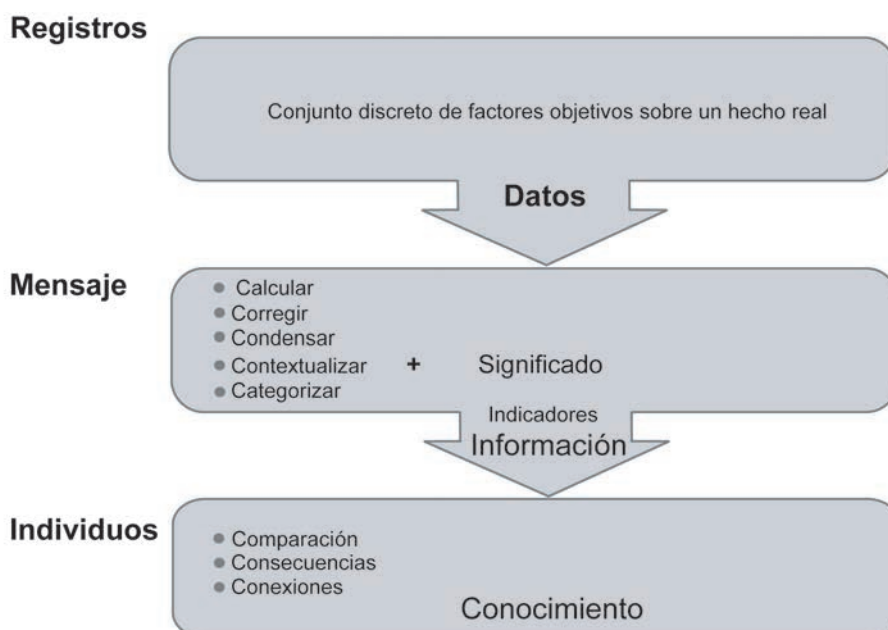 Registros
Conjunto discreto de factores objetivos sobre un hecho real
Datos
Mensaje
Calcular
Corregir
Condensar
Contextualizar + Significado
Categorizar
Indicadores
Información
Individuos
Comparación
Consecuencias
Conexiones
Conocimiento